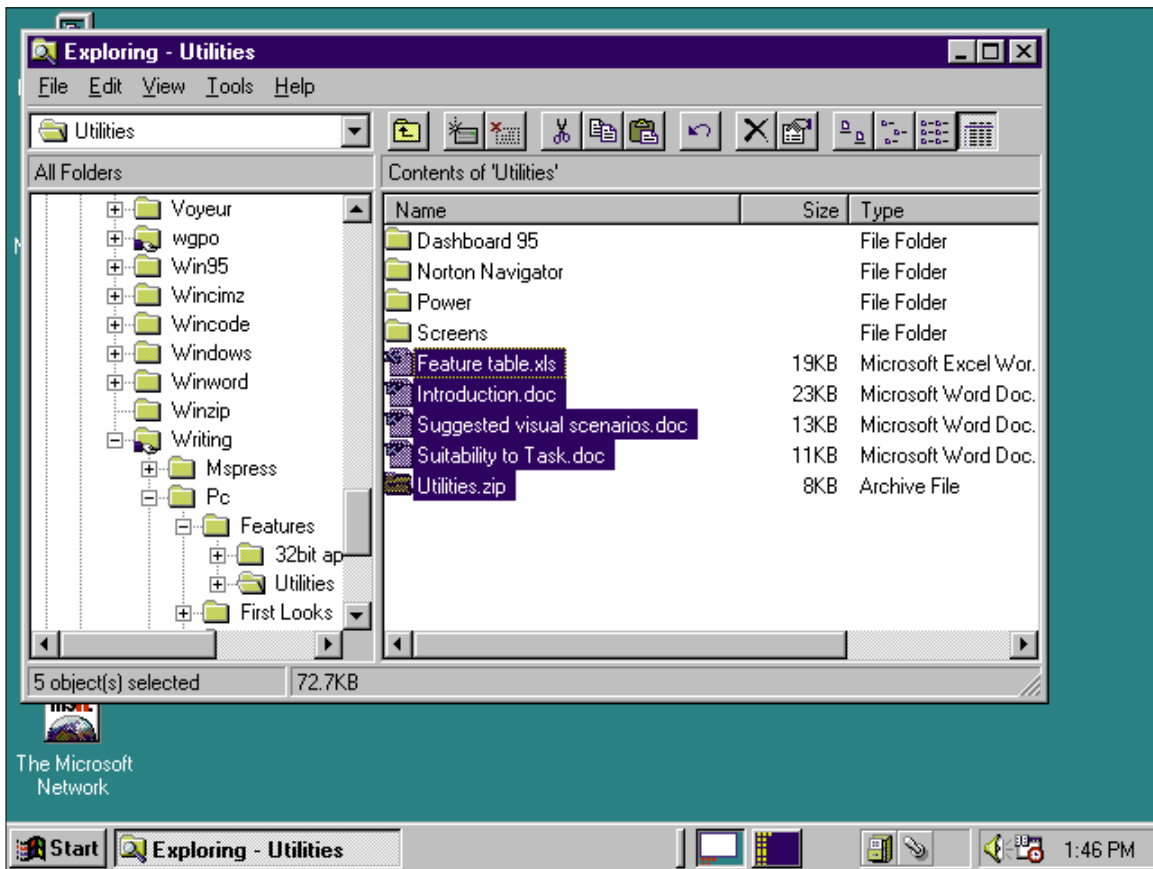 Exploring - Utilities
File Edit View Tools Help
Utilities
All Folders
Contents of 'Utilities'
Voyeur
wgpo
Win95
Wincimz
Wincode
Windows
Winword
Winzip
Writing
Mspress
Pc
Features
32bit ap
Utilities
First Looks
Name Size Type
Dashboard 95 File Folder
Norton Navigator File Folder
Power File Folder
Screens File Folder
Feature table.xls 19KB Microsoft Excel Wor.
Introduction.doc 23KB Microsoft Word Doc.
Suggested visual scenarios.doc 13KB Microsoft Word Doc.
Suitability to Task.doc 11KB Microsoft Word Doc.
Utilities.zip 8KB Archive File
5 object(s) selected 72.7KB
The Microsoft
Network
Start Exploring - Utilities 1:46 PM